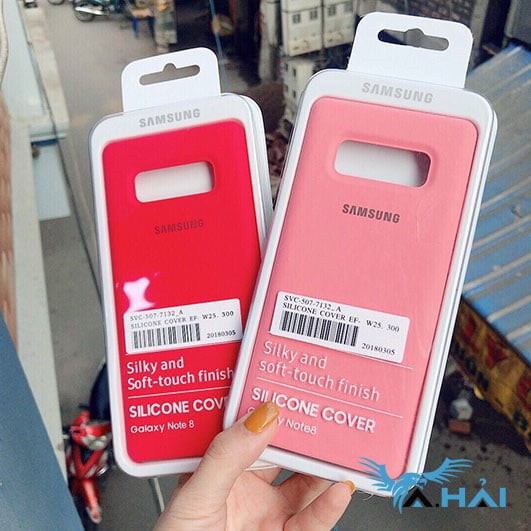 SAMSUNG
SAMSUNG
SVC-507-7132_A
SILICONE COVER EF- W25. 300
20180305
Silky and
soft-touch finish
SILICONE COVER
Galaxy Note 8
SAMSUNG
SAMSUNG
SVC-507-7132_A
SILICONE COVER EF- W25. 300
20180305
Silky and
soft-touch finish
SILICONE COVER
Galaxy Note8
A.HẢI